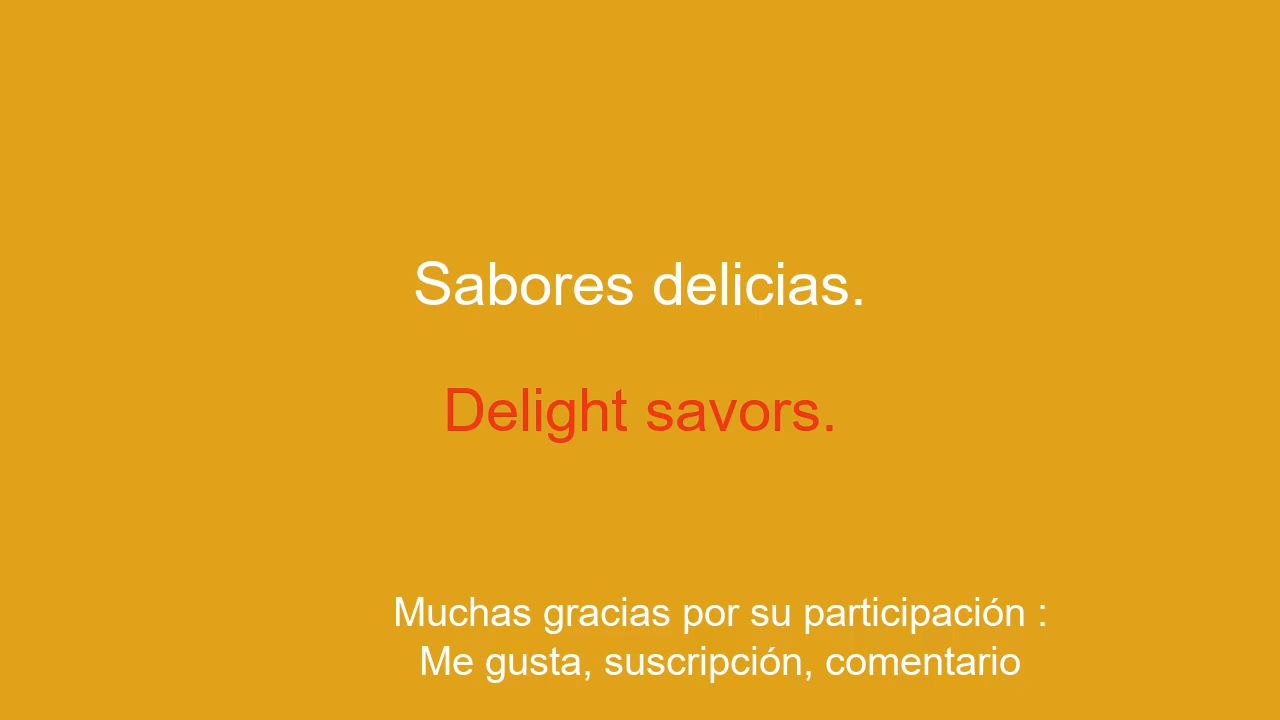 Sabores delicias.
Delight savors.
Muchas gracias por su participación :
Me gusta, suscripción, comentario